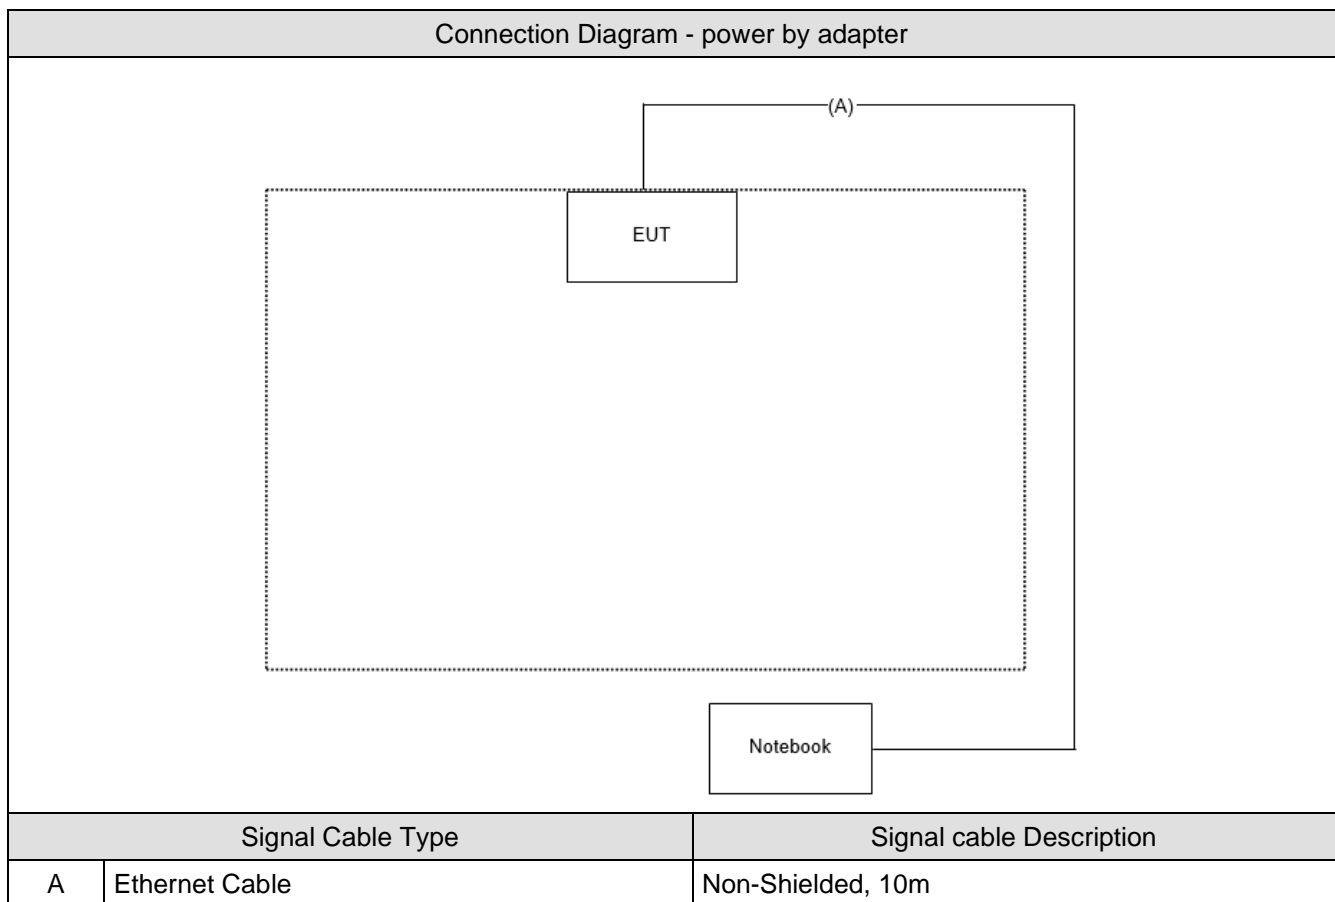 Connection Diagram - power by adapter
(A)
EUT
Notebook
Signal Cable Type
Signal cable Description
A
Ethernet Cable
Non-Shielded, 10m